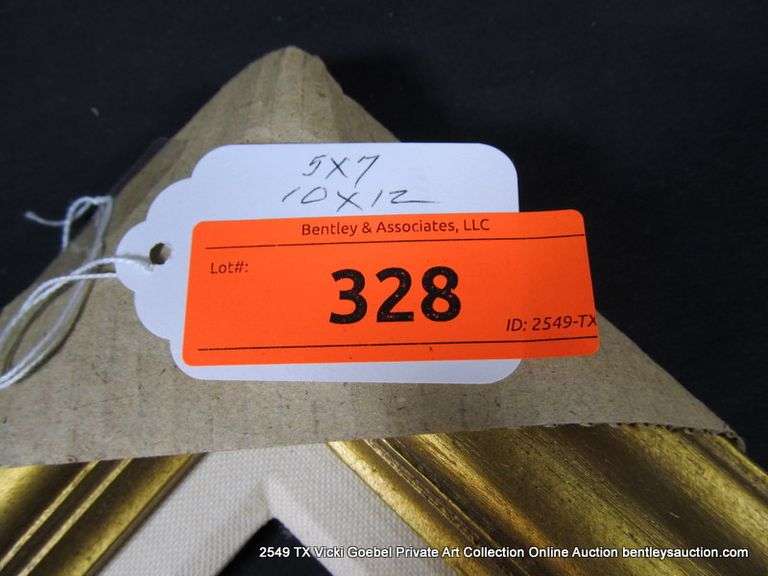 5X7
10X12
Bentley & Associates, LLC
Lot#:
328
ID: 2549-TX
2549 TX Vicki Goebel Private Art Collection Online Auction bentleysauction.com